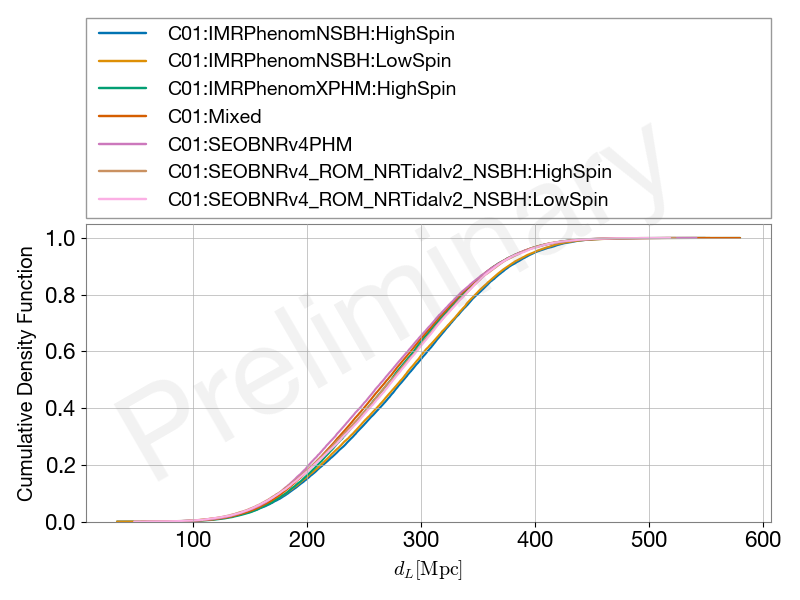 C01:IMRPhenomNSBH:HighSpin
C01:IMRPhenomNSBH:LowSpin
C01:IMRPhenomXPHM:HighSpin
C01:Mixed
C01:SEOBNRv4PHM
C01:SEOBNRv4_ROM_NRTidalv2_NSBH:HighSpin
C01:SEOBNRv4_ROM_NRTidalv2_NSBH:LowSpin
Preliminary
Cumulative Density Function
1.0
0.8
0.6
0.4
0.2
0.0
100 200 300 400 500 600
d_L[Mpc]